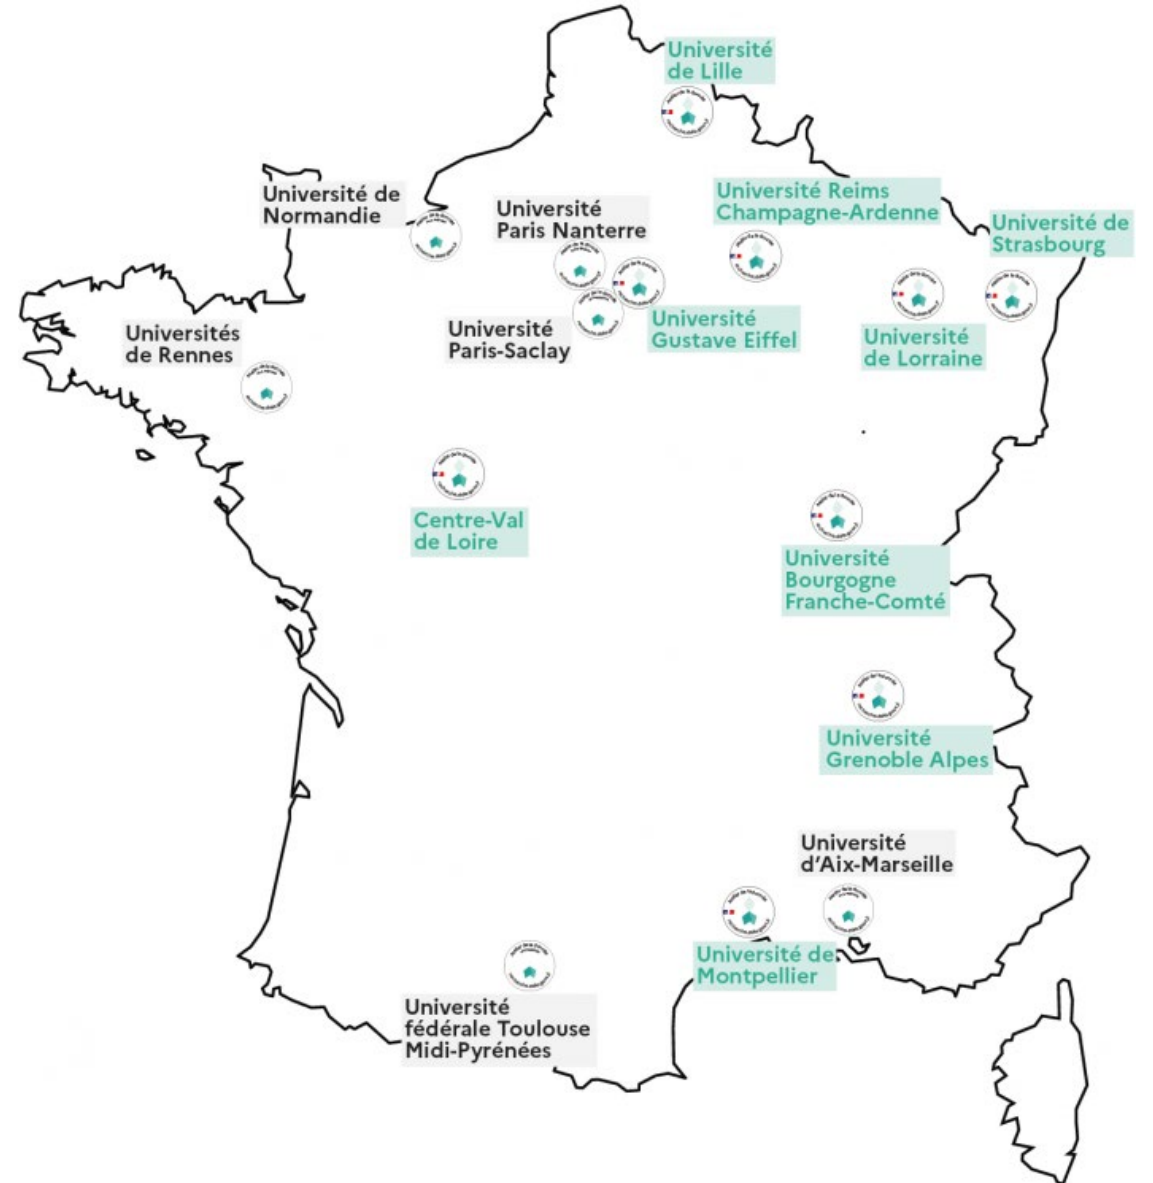 Université
de Lille
Université de
Normandie
Université
Paris Nanterre
Université Reims
Champagne-Ardenne
Université de
Strasbourg
Universités
de Rennes
Université
Paris-Saclay
Université
Gustave Eiffel
Université
de Lorraine
Centre-Val
de Loire
Université
Bourgogne
Franche-Comté
Université
Grenoble Alpes
Université
d'Aix-Marseille
Université de
Montpellier
Université
fédérale Toulouse
Midi-Pyrénées